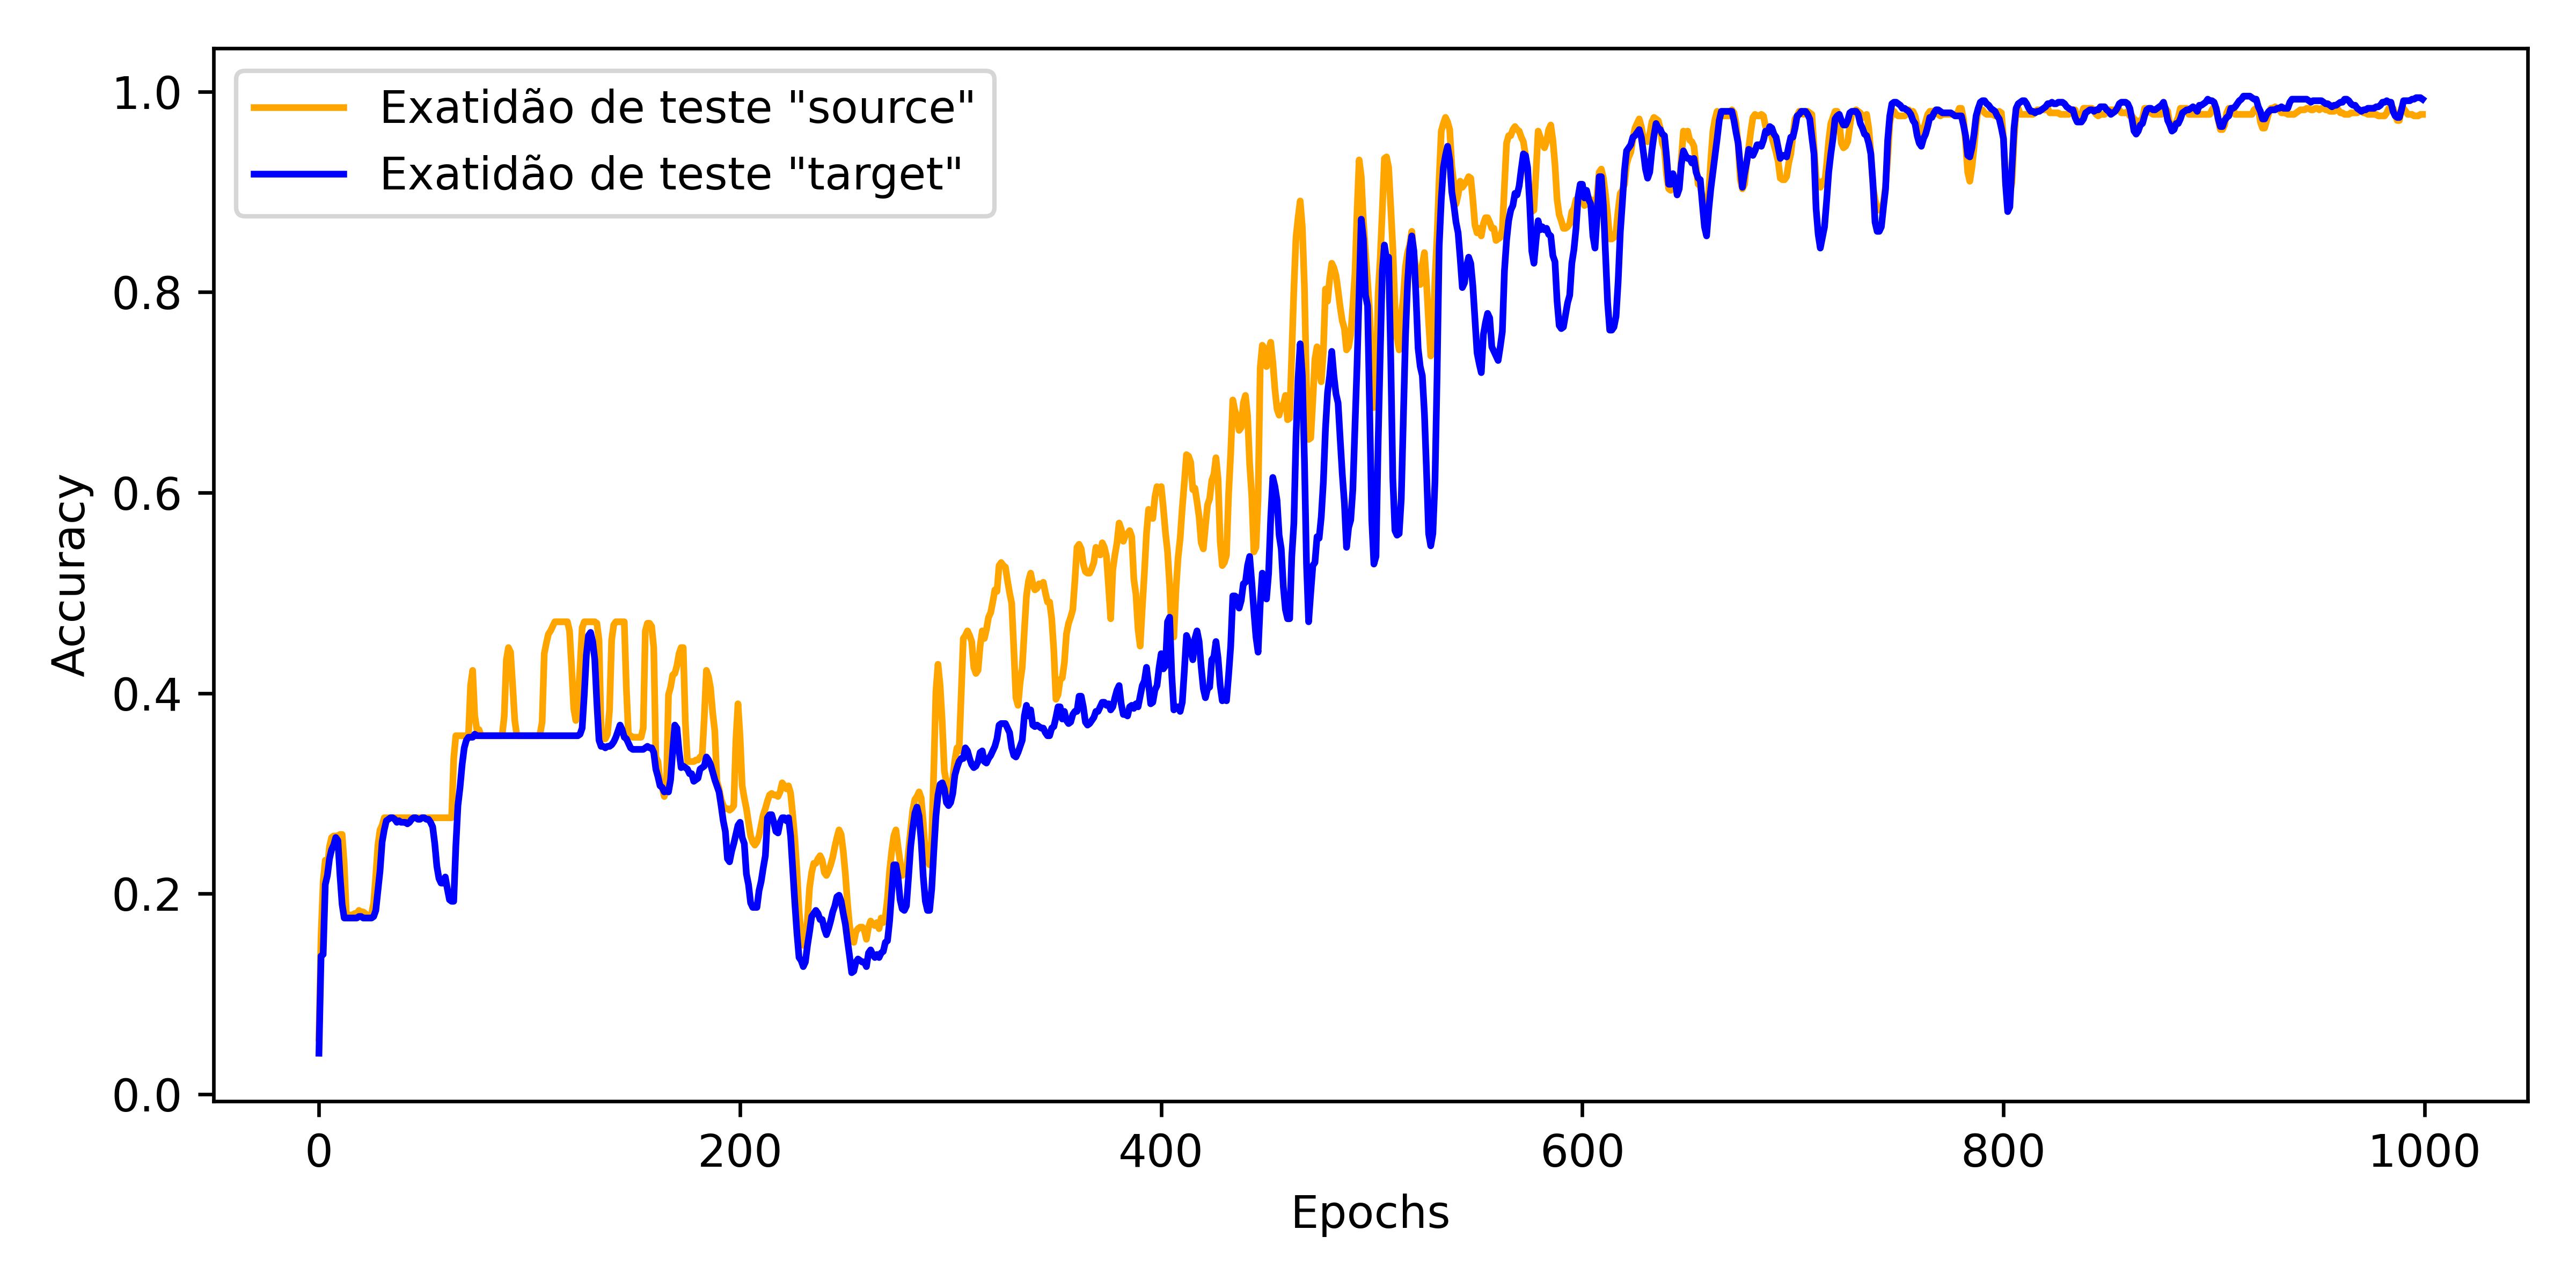 Exatidão de teste "source"
Exatidão de teste "target"
1.0
0.8
0.6
0.4
0.2
0.0
Accuracy
0 200 400 600 800 1000
Epochs